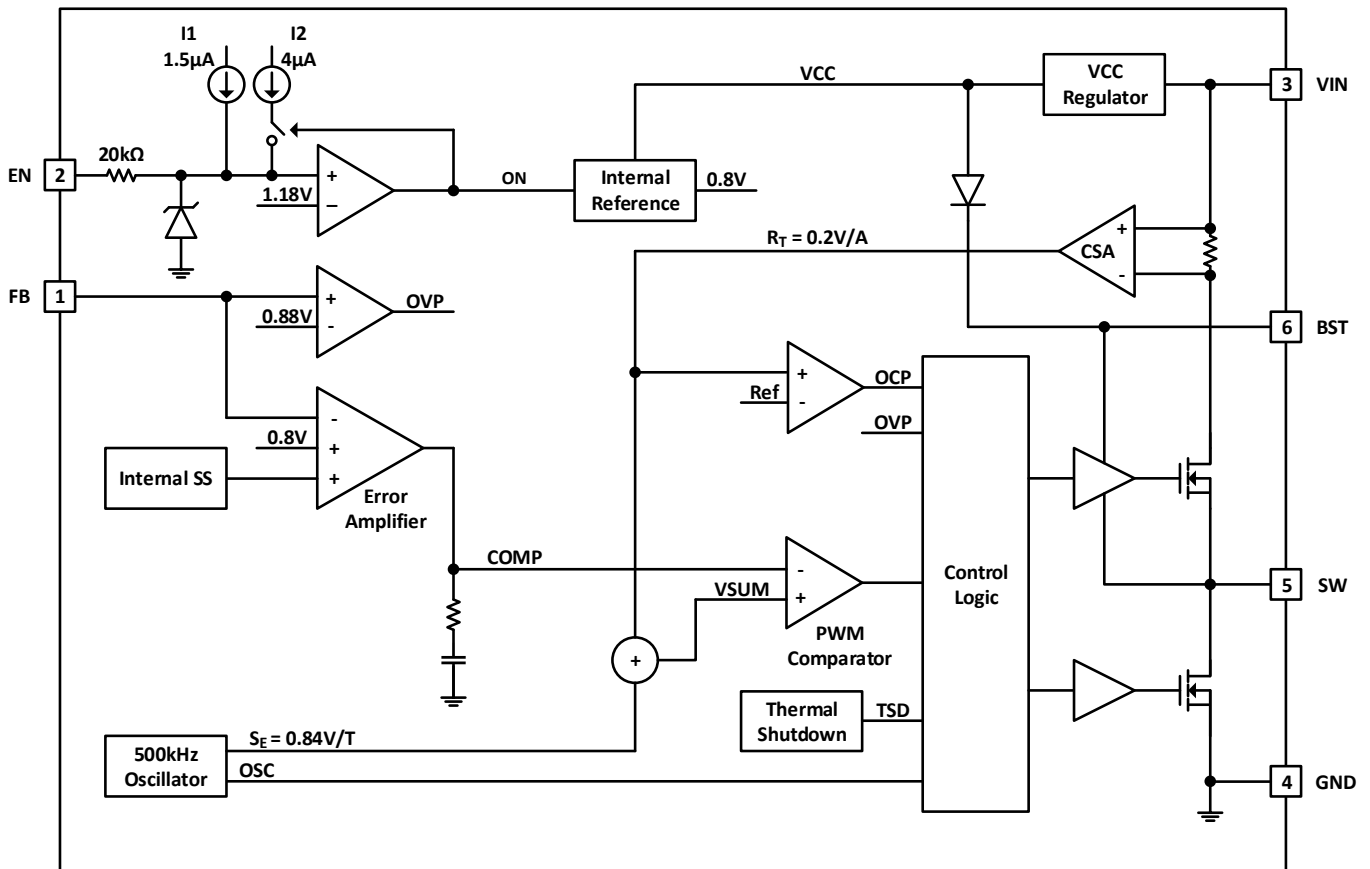 I1
1.5µA
I2
4µA
VCC
VCC
Regulator
3
VIN
EN
2
20kΩ
+
1.18V
–
ON
Internal
Reference
0.8V
R_T = 0.2V/A
CSA
+
-
FB
1
+
0.88V
-
OVP
6
BST
+
Ref
-
OCP
OVP
-
0.8V
+
+
Internal SS
Error
Amplifier
COMP
VSUM
-
+
PWM
Comparator
Control
Logic
5
SW
+
Thermal
Shutdown
TSD
S_E = 0.84V/T
500kHz
Oscillator
OSC
4
GND